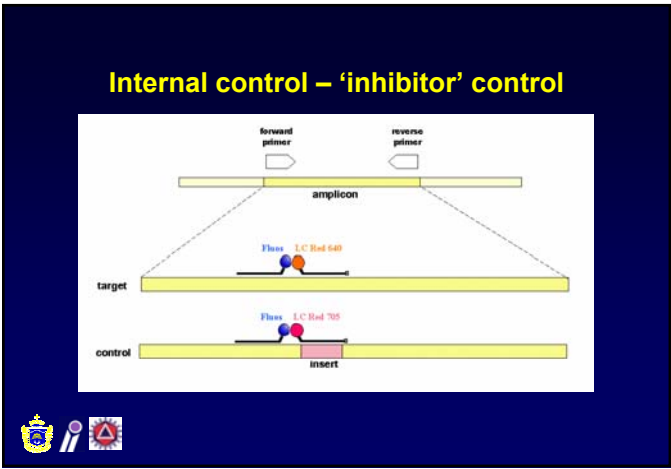 Internal control – ‘inhibitor’ control
forward primer
reverse primer
amplicon
Fluos LC Red 640
target
Fluos LC Red 705
control
insert